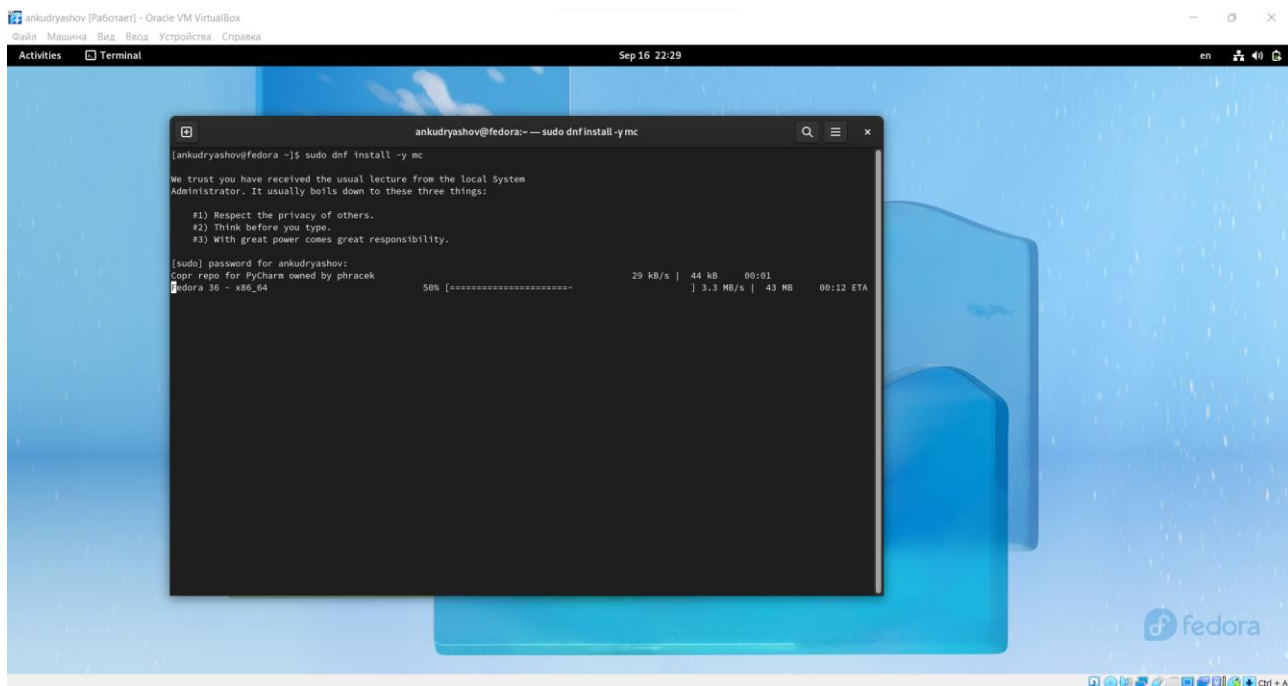 ankudryashov [Работает] - Oracle VM VirtualBox
Файл Машина Вид Ввод Устройства Справка
Activities Terminal Sep 16 22:29 en
ankudryashov@fedora:~ — sudo dnf install -y mc
[ankudryashov@fedora ~]$ sudo dnf install -y mc
We trust you have received the usual lecture from the local System
Administrator. It usually boils down to these three things:
#1) Respect the privacy of others.
#2) Think before you type.
#3) With great power comes great responsibility.
[sudo] password for ankudryashov:
Copr repo for PyCharm owned by phracek 29 kB/s | 44 kB 00:01
Fedora 36 - x86_64 50% [======================- ] 3.3 MB/s | 43 MB 00:12 ETA
fedora
Ctrl + A